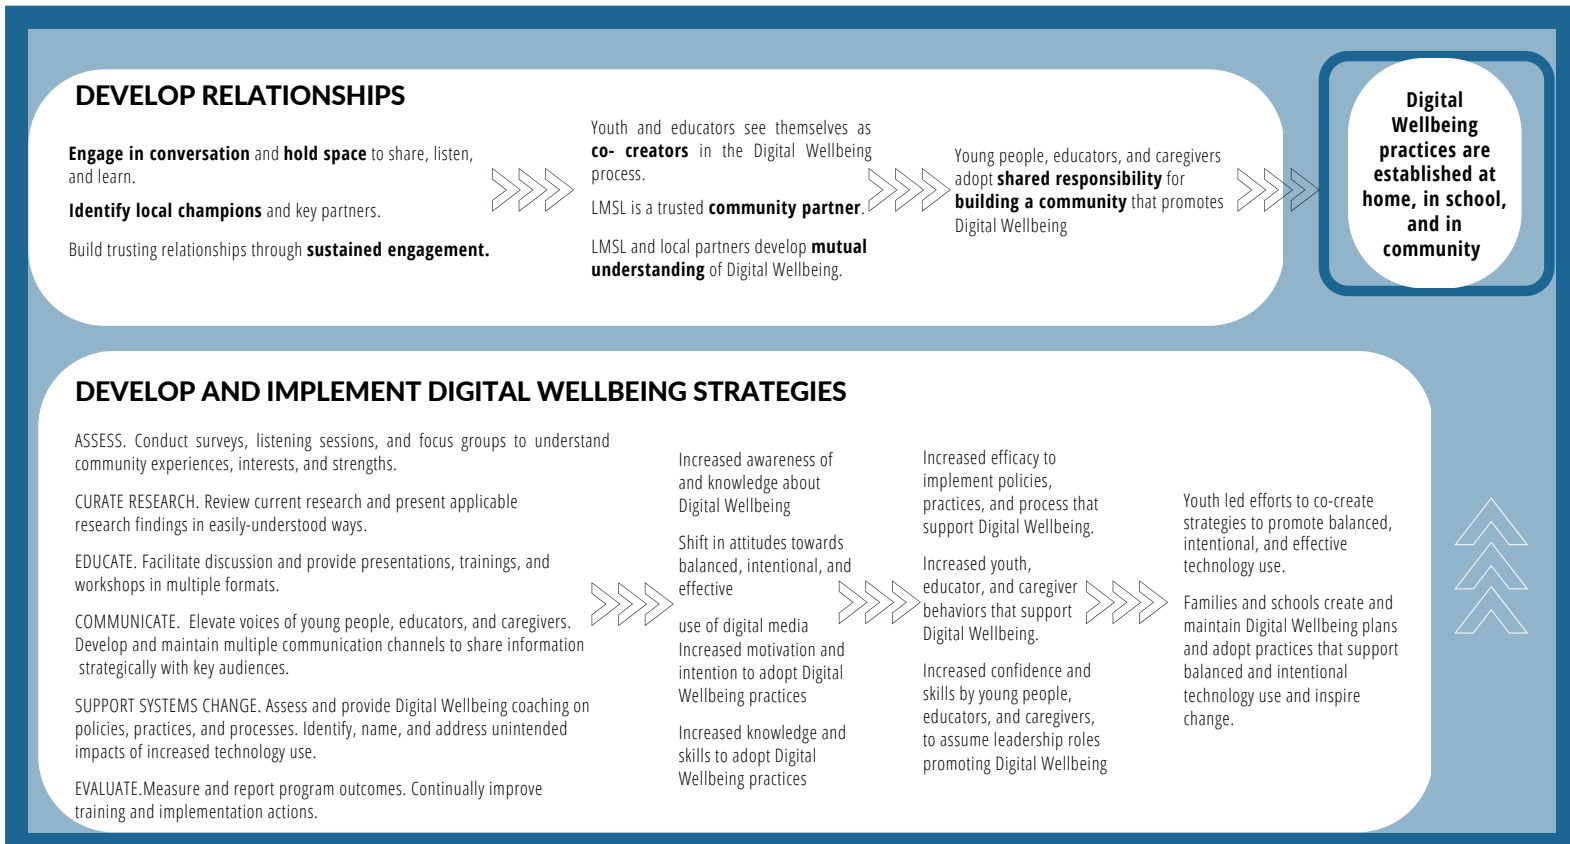 DEVELOP RELATIONSHIPS
Engage in conversation and hold space to share, listen,
and learn.
Identify local champions and key partners.
Build trusting relationships through sustained engagement.
Youth and educators see themselves as
co- creators in the Digital Wellbeing
process.
LMSL is a trusted community partner.
LMSL and local partners develop mutual
understanding of Digital Wellbeing.
Young people, educators, and caregivers
adopt shared responsibility for
building a community that promotes
Digital Wellbeing
Digital
Wellbeing
practices are
established at
home, in school,
and in
community
DEVELOP AND IMPLEMENT DIGITAL WELLBEING STRATEGIES
ASSESS. Conduct surveys, listening sessions, and focus groups to understand
community experiences, interests, and strengths.
CURATE RESEARCH. Review current research and present applicable
research findings in easily-understood ways.
EDUCATE. Facilitate discussion and provide presentations, trainings, and
workshops in multiple formats.
COMMUNICATE. Elevate voices of young people, educators, and caregivers.
Develop and maintain multiple communication channels to share information
strategically with key audiences.
SUPPORT SYSTEMS CHANGE. Assess and provide Digital Wellbeing coaching on
policies, practices, and processes. Identify, name, and address unintended
impacts of increased technology use.
EVALUATE.Measure and report program outcomes. Continually improve
training and implementation actions.
Increased awareness of
and knowledge about
Digital Wellbeing
Shift in attitudes towards
balanced, intentional, and
effective
use of digital media
Increased motivation and
intention to adopt Digital
Wellbeing practices
Increased knowledge and
skills to adopt Digital
Wellbeing practices
Increased efficacy to
implement policies,
practices, and process that
support Digital Wellbeing.
Increased youth,
educator, and caregiver
behaviors that support
Digital Wellbeing.
Increased confidence and
skills by young people,
educators, and caregivers,
to assume leadership roles
promoting Digital Wellbeing
Youth led efforts to co-create
strategies to promote balanced,
intentional, and effective
technology use.
Families and schools create and
maintain Digital Wellbeing plans
and adopt practices that support
balanced and intentional
technology use and inspire
change.